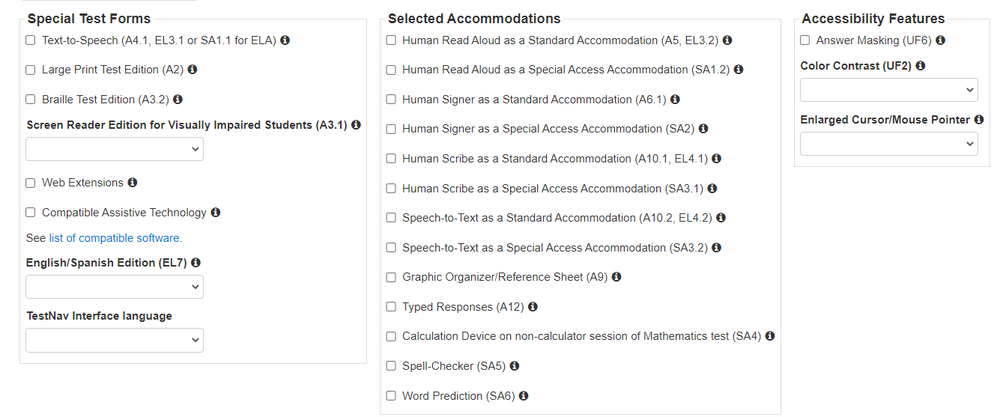 Special Test Forms
Text-to-Speech (A4.1, EL3.1 or SA1.1 for ELA)
Large Print Test Edition (A2)
Braille Test Edition (A3.2)
Screen Reader Edition for Visually Impaired Students (A3.1)
Web Extensions
Compatible Assistive Technology
See list of compatible software.
English/Spanish Edition (EL7)
TestNav Interface language
Selected Accommodations
Human Read Aloud as a Standard Accommodation (A5, EL3.2)
Human Read Aloud as a Special Access Accommodation (SA1.2)
Human Signer as a Standard Accommodation (A6.1)
Human Signer as a Special Access Accommodation (SA2)
Human Scribe as a Standard Accommodation (A10.1, EL4.1)
Human Scribe as a Special Access Accommodation (SA3.1)
Speech-to-Text as a Standard Accommodation (A10.2, EL4.2)
Speech-to-Text as a Special Access Accommodation (SA3.2)
Graphic Organizer/Reference Sheet (A9)
Typed Responses (A12)
Calculation Device on non-calculator session of Mathematics test (SA4)
Spell-Checker (SA5)
Word Prediction (SA6)
Accessibility Features
Answer Masking (UF6)
Color Contrast (UF2)
Enlarged Cursor/Mouse Pointer